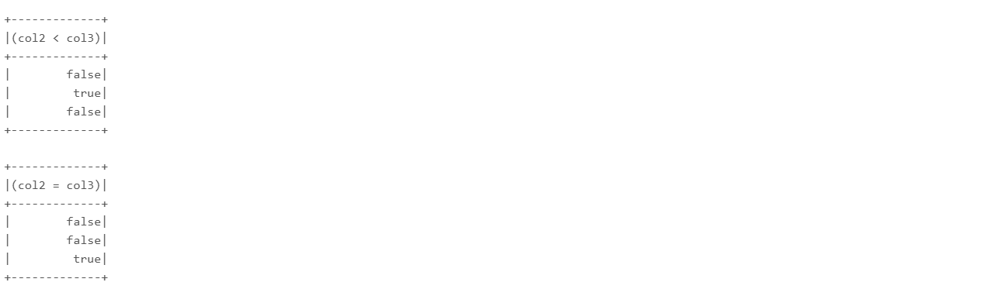 +-------------+
|(col2 < col3)|
+-------------+
|        false|
|         true|
|        false|
+-------------+

+-------------+
|(col2 = col3)|
+-------------+
|        false|
|        false|
|         true|
+-------------+